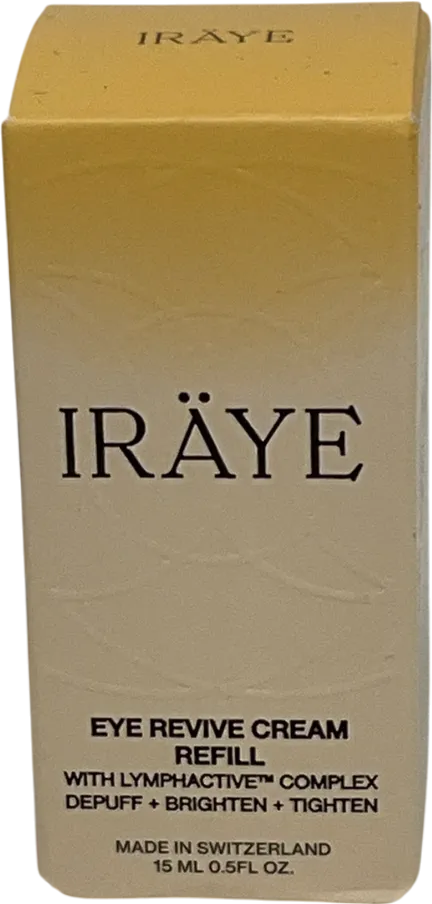 IRÄYE
IRÄYE
EYE REVIVE CREAM
REFILL
WITH LYMPHACTIVE™ COMPLEX
DEPUFF + BRIGHTEN + TIGHTEN
MADE IN SWITZERLAND
15 ML 0.5FL OZ.